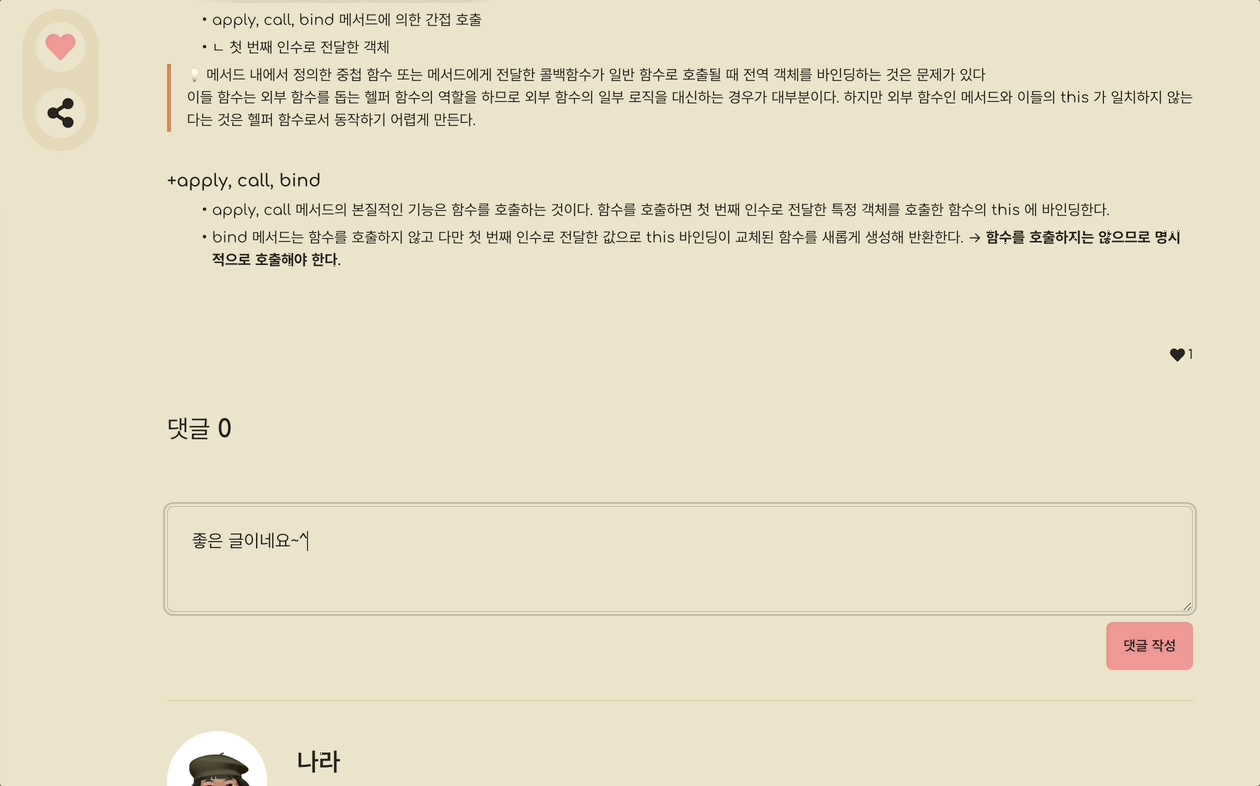 • apply, call, bind 메서드에 의한 간접 호출
• ㄴ 첫 번째 인수로 전달한 객체
💡 메서드 내에서 정의한 중첩 함수 또는 메서드에게 전달한 콜백함수가 일반 함수로 호출될 때 전역 객체를 바인딩하는 것은 문제가 있다
이들 함수는 외부 함수를 돕는 헬퍼 함수의 역할을 하므로 외부 함수의 일부 로직을 대신하는 경우가 대부분이다. 하지만 외부 함수인 메서드와 이들의 this 가 일치하지 않는
다는 것은 헬퍼 함수로서 동작하기 어렵게 만든다.
+apply, call, bind
• apply, call 메서드의 본질적인 기능은 함수를 호출하는 것이다. 함수를 호출하면 첫 번째 인수로 전달한 특정 객체를 호출한 함수의 this 에 바인딩한다.
• bind 메서드는 함수를 호출하지 않고 다만 첫 번째 인수로 전달한 값으로 this 바인딩이 교체된 함수를 새롭게 생성해 반환한다. → 함수를 호출하지는 않으므로 명시
적으로 호출해야 한다.
1
댓글 0
좋은 글이네요~^
댓글 작성
나라